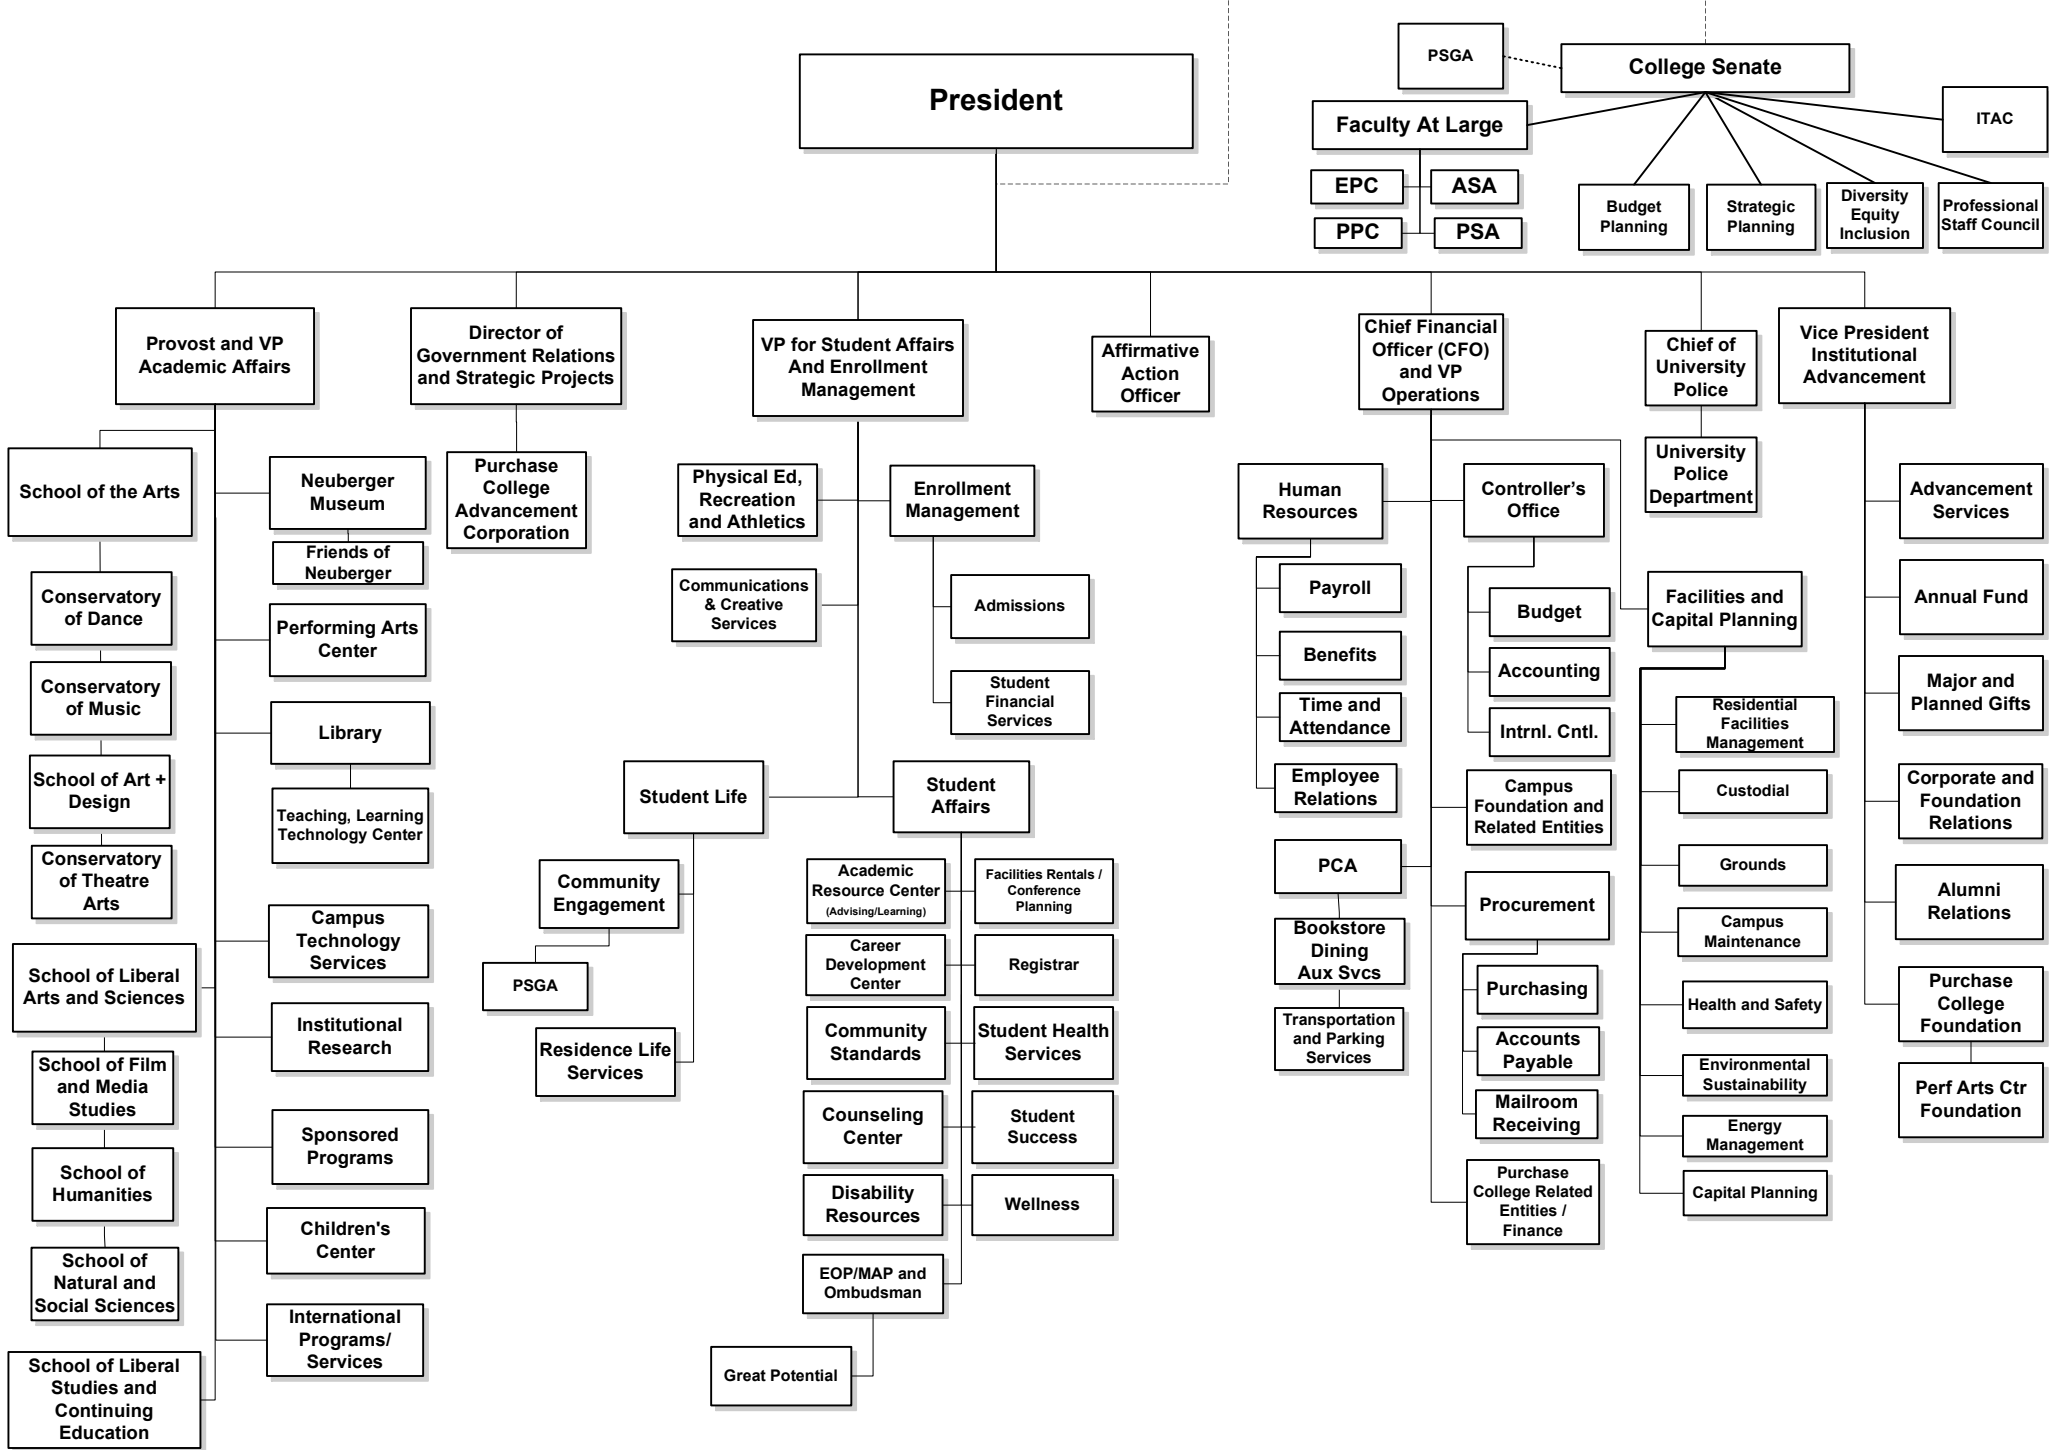 President
PSGA
College Senate
Faculty At Large
ITAC
EPC
ASA
PPC
PSA
Budget
Planning
Strategic
Planning
Diversity
Equity
Inclusion
Professional
Staff Council
Provost and VP
Academic Affairs
Director of
Government Relations
and Strategic Projects
VP for Student Affairs
And Enrollment
Management
Affirmative
Action
Officer
Chief Financial
Officer (CFO)
and VP
Operations
Chief of
University
Police
Vice President
Institutional
Advancement
School of the Arts
Conservatory
of Dance
Conservatory
of Music
School of Art +
Design
Conservatory
of Theatre
Arts
School of Liberal
Arts and Sciences
School of Film
and Media
Studies
School of
Humanities
School of
Natural and
Social Sciences
School of Liberal
Studies and
Continuing
Education
Neuberger
Museum
Friends of
Neuberger
Performing Arts
Center
Library
Teaching, Learning
Technology Center
Campus
Technology
Services
Institutional
Research
Sponsored
Programs
Children's
Center
International
Programs/
Services
Purchase
College
Advancement
Corporation
Physical Ed,
Recreation
and Athletics
Enrollment
Management
Communications
& Creative
Services
Admissions
Student
Financial
Services
Student Life
Student
Affairs
Community
Engagement
PSGA
Residence Life
Services
Academic
Resource Center
(Advising/Learning)
Facilities Rentals /
Conference
Planning
Career
Development
Center
Registrar
Community
Standards
Student Health
Services
Counseling
Center
Student
Success
Disability
Resources
Wellness
EOP/MAP and
Ombudsman
Great Potential
Human
Resources
Payroll
Benefits
Time and
Attendance
Employee
Relations
Controller’s
Office
Budget
Accounting
Intrnl. Cntl.
Campus
Foundation and
Related Entities
PCA
Bookstore
Dining
Aux Svcs
Transportation
and Parking
Services
Procurement
Purchasing
Accounts
Payable
Mailroom
Receiving
Purchase
College Related
Entities /
Finance
University
Police
Department
Facilities and
Capital Planning
Residential
Facilities
Management
Custodial
Grounds
Campus
Maintenance
Health and Safety
Environmental
Sustainability
Energy
Management
Capital Planning
Advancement
Services
Annual Fund
Major and
Planned Gifts
Corporate and
Foundation
Relations
Alumni
Relations
Purchase
College
Foundation
Perf Arts Ctr
Foundation